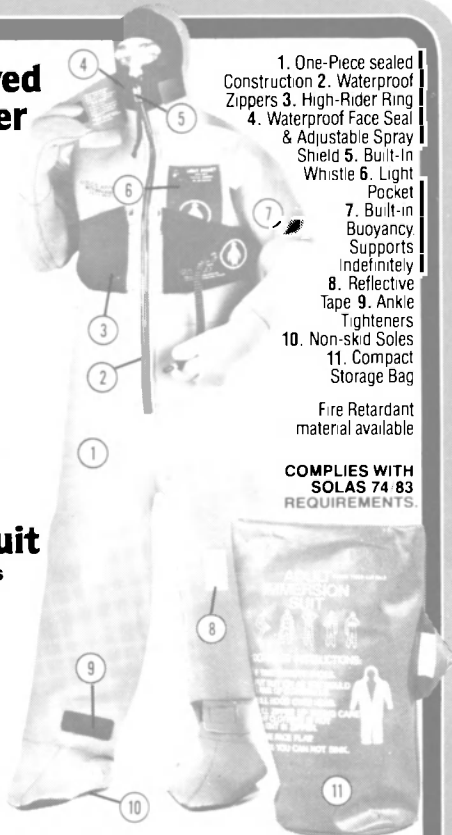 ved
er
1. One-Piece sealed
Construction 2. Waterproof
Zippers 3. High-Rider Ring
4. Waterproof Face Seal
& Adjustable Spray
Shield 5. Built-In
Whistle 6. Light
Pocket
7. Built-in
Buoyancy
Supports
Indefinitely
8. Reflective
Tape 9. Ankle
Tighteners
10. Non-skid Soles
11. Compact
Storage Bag
Fire Retardant
material available
COMPLIES WITH
SOLAS 74/83
REQUIREMENTS.
uit
s
4
5
6
7
3
2
1
8
9
10
11
ADULT
IMMERSION
SUIT